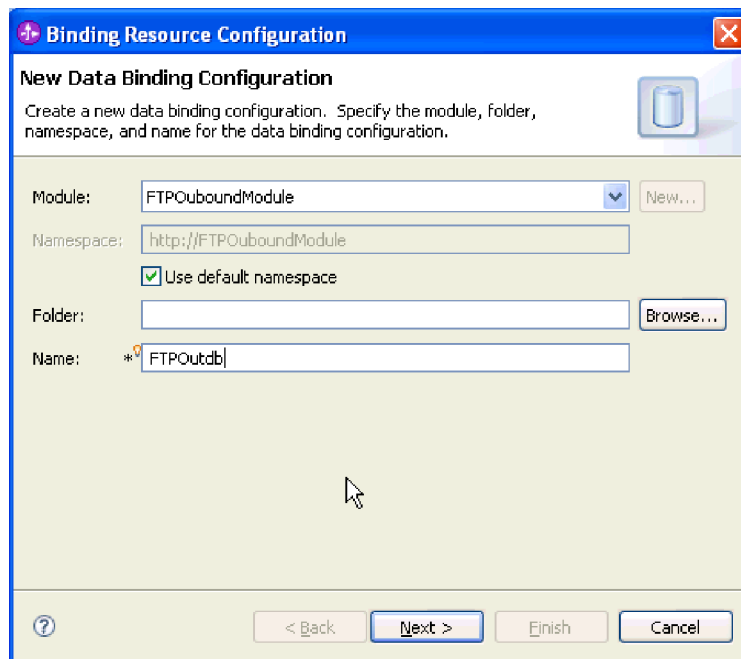 Binding Resource Configuration
New Data Binding Configuration
Create a new data binding configuration. Specify the module, folder,
namespace, and name for the data binding configuration.
Module: FTPOuboundModule New...
Namespace: http://FTPOuboundModule
Use default namespace
Folder: Browse...
Name: * FTPOutdb
? < Back Next > Finish Cancel